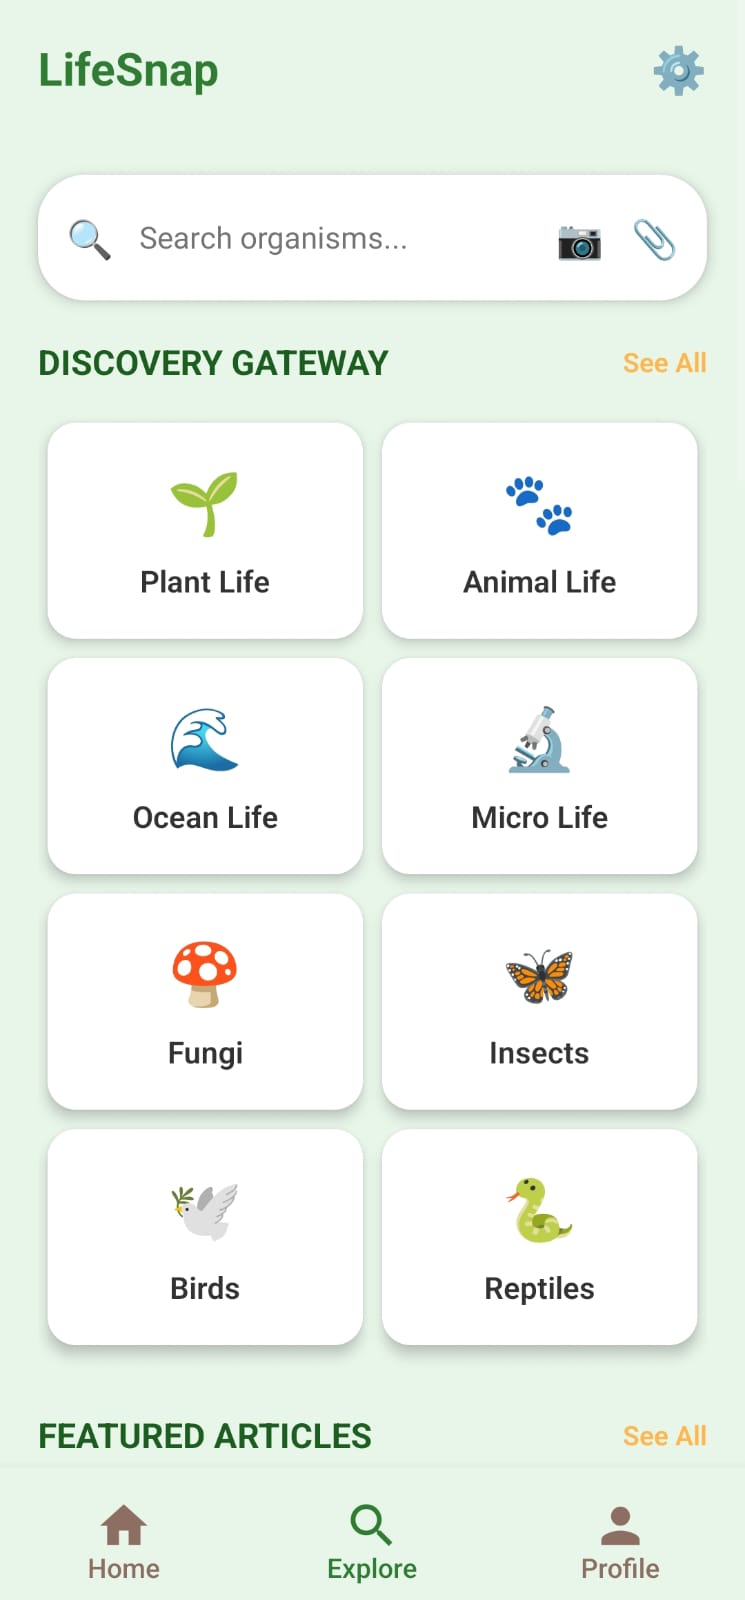 LifeSnap
Search organisms...
DISCOVERY GATEWAY See All
Plant Life Animal Life
Ocean Life Micro Life
Fungi Insects
Birds Reptiles
FEATURED ARTICLES See All
Home Explore Profile